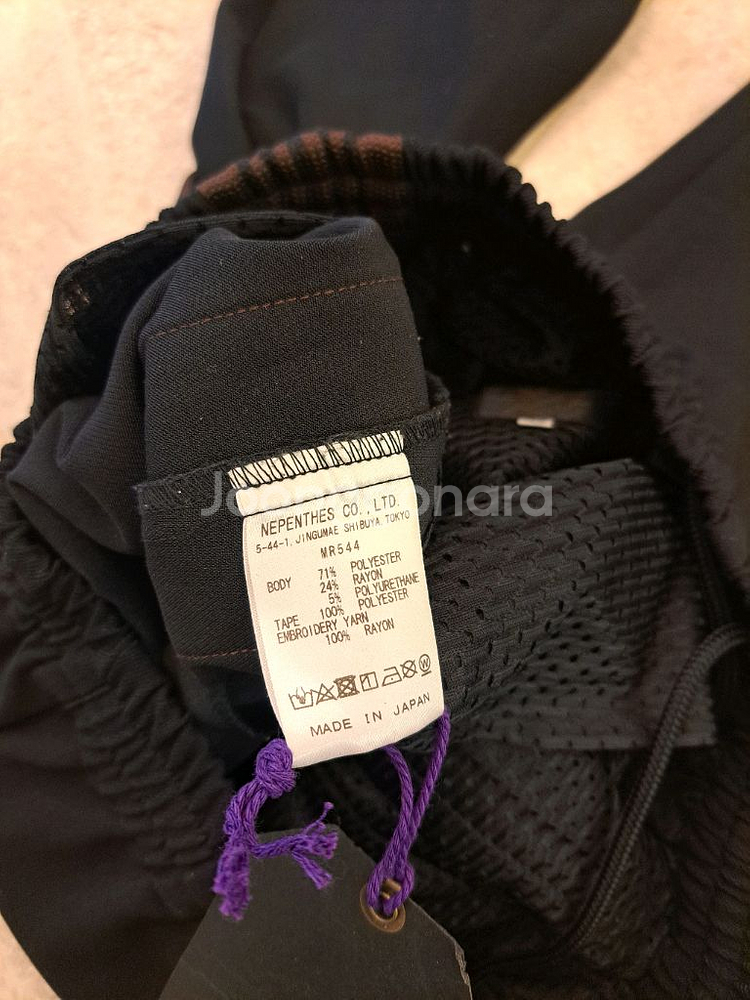 NEPENTHES CO., LTD.
5-44-1, JINGUMAE SHIBUYA, TOKYO
MR544
BODY 71% POLYESTER
24% RAYON
5% POLYURETHANE
TAPE 100% POLYESTER
EMBROIDERY YARN
100% RAYON
MADE IN JAPAN